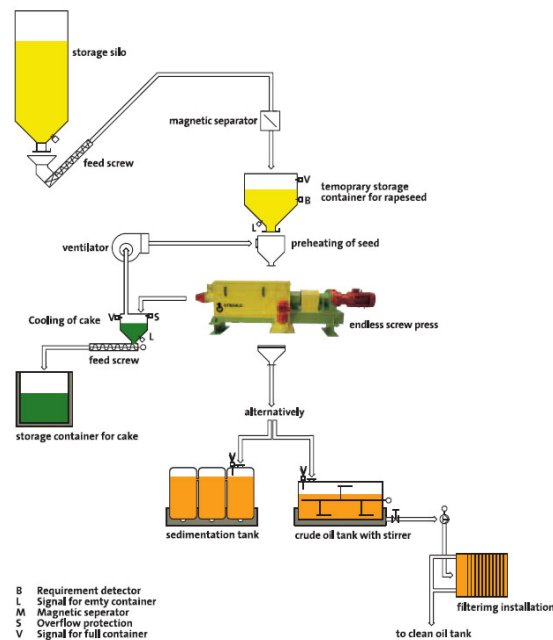 storage silo
magnetic separator
feed screw
V
temoprary storage
container for rapeseed
B
L
ventilator
preheating of seed
V
S
Cooling of cake
L
endless screw press
feed screw
alternatively
storage container for cake
sedimentation tank
crude oil tank with stirrer
filterimg installation
to clean oil tank
B Requirement detector
L Signal for emty container
M Magnetic seperator
S Overflow protection
V Signal for full container